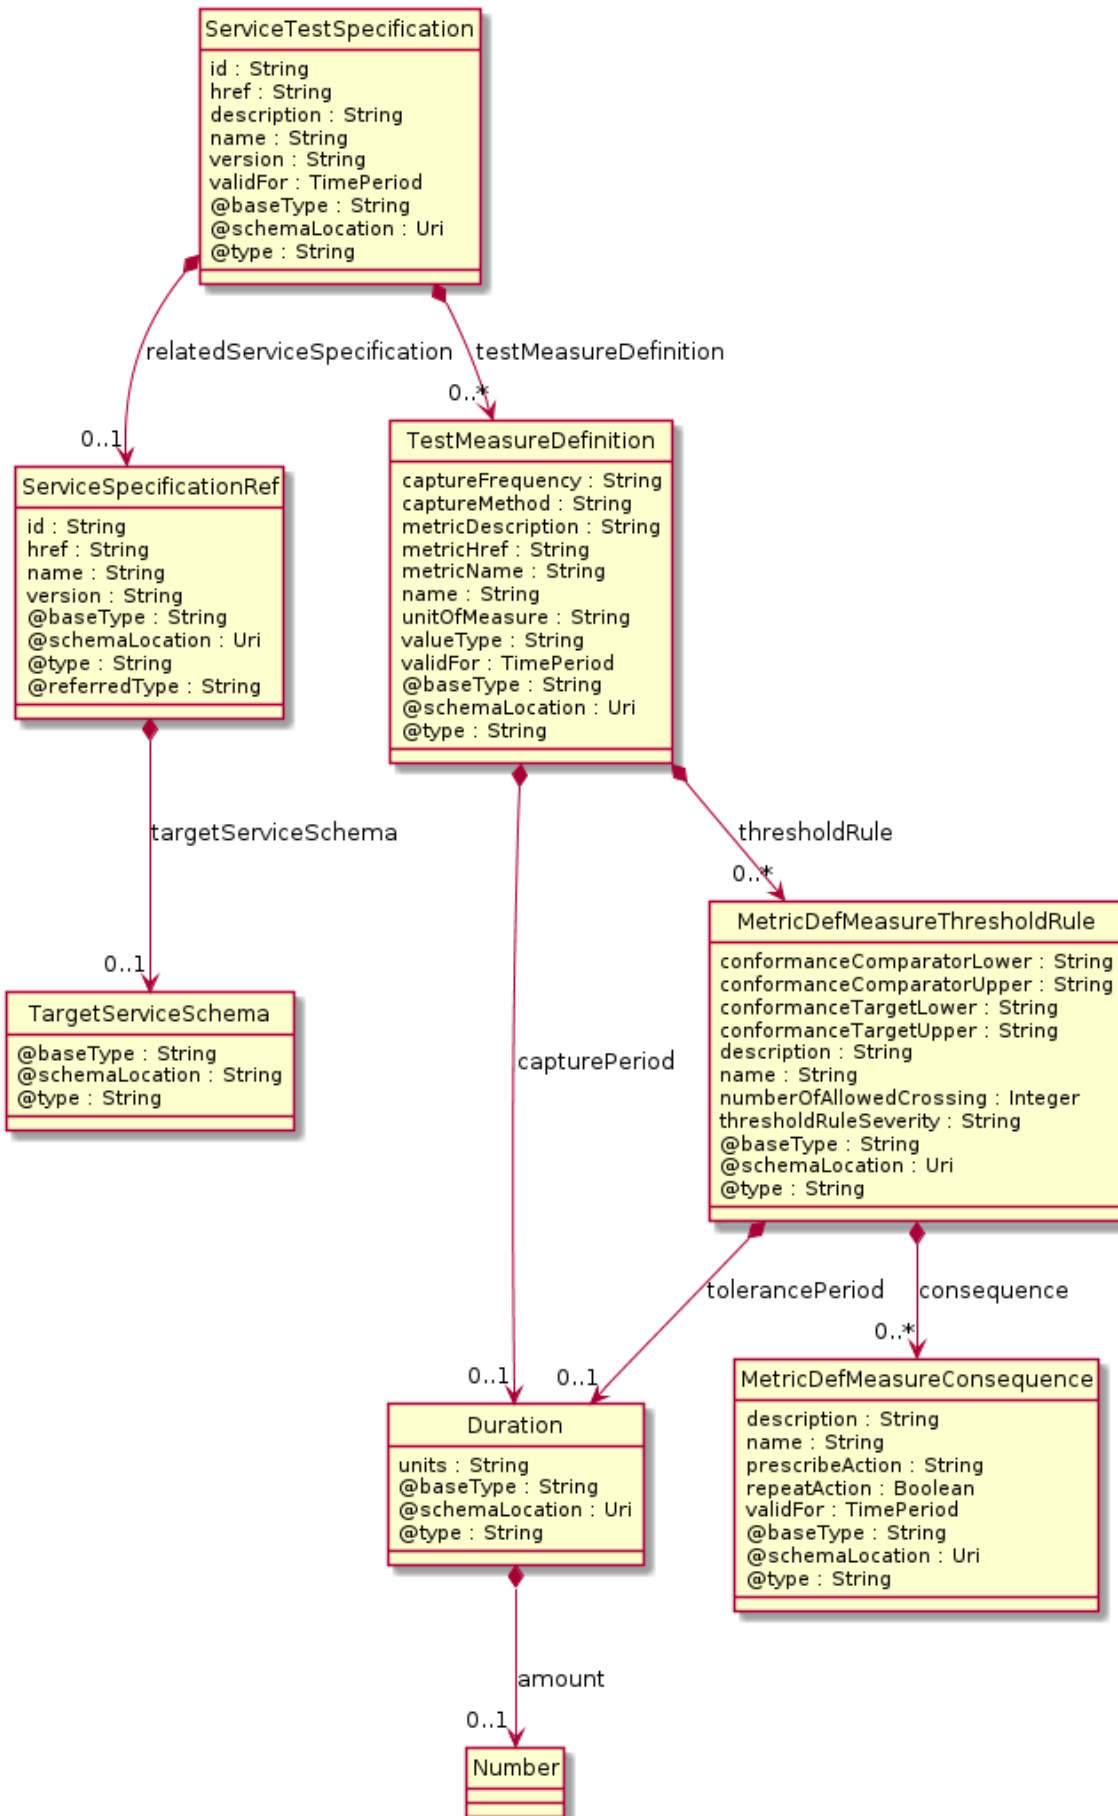 ServiceTestSpecification
id : String
href : String
description : String
name : String
version : String
validFor : TimePeriod
@baseType : String
@schemaLocation : Uri
@type : String
relatedServiceSpecification
testMeasureDefinition
0..1
0..*
ServiceSpecificationRef
id : String
href : String
name : String
version : String
@baseType : String
@schemaLocation : Uri
@type : String
@referredType : String
TestMeasureDefinition
captureFrequency : String
captureMethod : String
metricDescription : String
metricHref : String
metricName : String
name : String
unitOfMeasure : String
valueType : String
validFor : TimePeriod
@baseType : String
@schemaLocation : Uri
@type : String
targetServiceSchema
0..1
thresholdRule
0..*
TargetServiceSchema
@baseType : String
@schemaLocation : String
@type : String
capturePeriod
0..1
MetricDefMeasureThresholdRule
conformanceComparatorLower : String
conformanceComparatorUpper : String
conformanceTargetLower : String
conformanceTargetUpper : String
description : String
name : String
numberOfAllowedCrossing : Integer
thresholdRuleSeverity : String
@baseType : String
@schemaLocation : Uri
@type : String
tolerancePeriod
0..1
consequence
0..*
Duration
units : String
@baseType : String
@schemaLocation : Uri
@type : String
MetricDefMeasureConsequence
description : String
name : String
prescribeAction : String
repeatAction : Boolean
validFor : TimePeriod
@baseType : String
@schemaLocation : Uri
@type : String
amount
0..1
Number